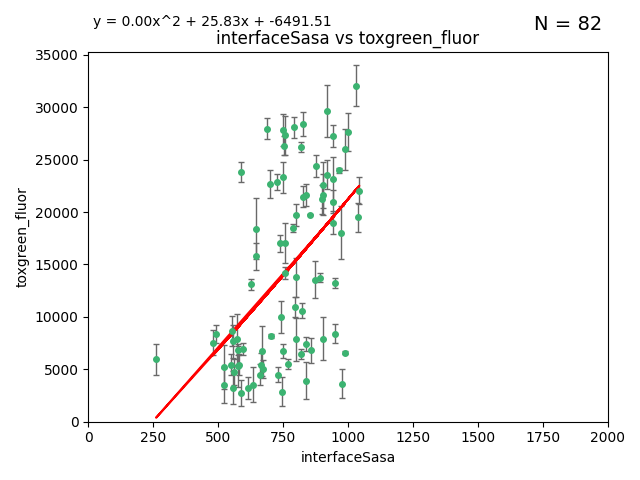 y = 0.00x^2 + 25.83x + -6491.51
N = 82
interfaceSasa vs toxgreen_fluor
35000
30000
25000
20000
15000
10000
5000
0
toxgreen_fluor
0 250 500 750 1000 1250 1500 1750 2000
interfaceSasa